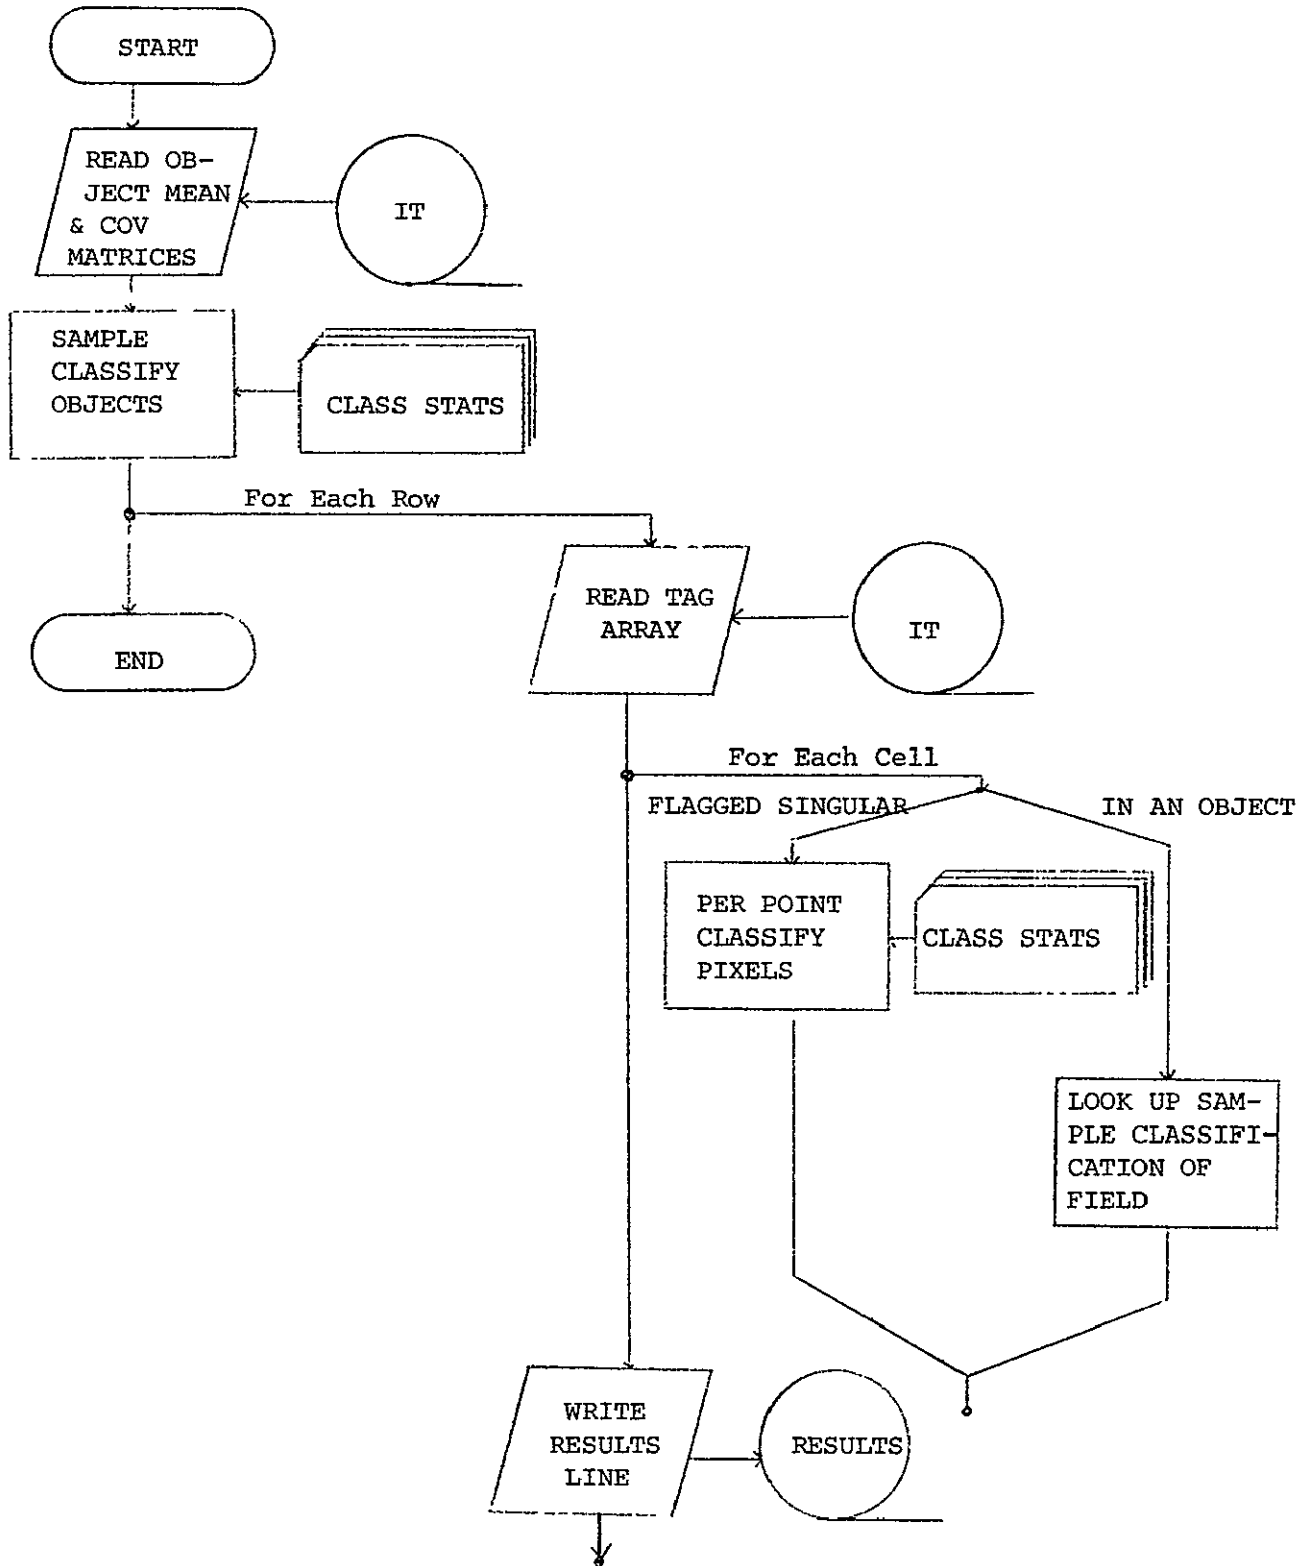 START
READ OB-
JECT MEAN
& COV
MATRICES
IT
SAMPLE
CLASSIFY
OBJECTS
CLASS STATS
For Each Row
READ TAG
ARRAY
IT
END
For Each Cell
FLAGGED SINGULAR
IN AN OBJECT
PER POINT
CLASSIFY
PIXELS
CLASS STATS
LOOK UP SAM-
PLE CLASSIFI-
CATION OF
FIELD
WRITE
RESULTS
LINE
RESULTS